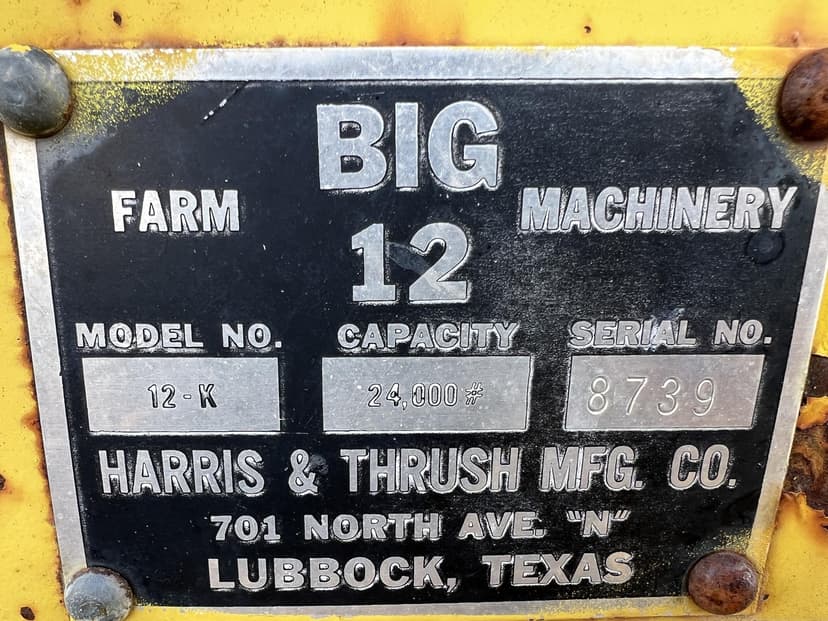 BIG
FARM MACHINERY
12
MODEL NO. CAPACITY SERIAL NO.
12-K 24,000# 8739
HARRIS & THRUSH MFG. CO.
701 NORTH AVE. "N"
LUBBOCK, TEXAS